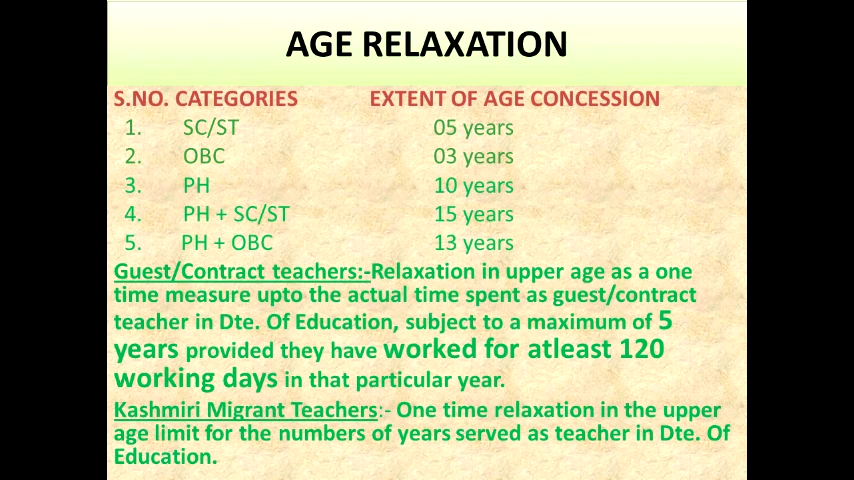 AGE RELAXATION
S.NO. CATEGORIES EXTENT OF AGE CONCESSION
1. SC/ST 05 years
2. OBC 03 years
3. PH 10 years
4. PH + SC/ST 15 years
5. PH + OBC 13 years
Guest/Contract teachers:-Relaxation in upper age as a one
time measure upto the actual time spent as guest/contract
teacher in Dte. Of Education, subject to a maximum of 5
years provided they have worked for atleast 120
working days in that particular year.
Kashmiri Migrant Teachers:- One time relaxation in the upper
age limit for the numbers of years served as teacher in Dte. Of
Education.